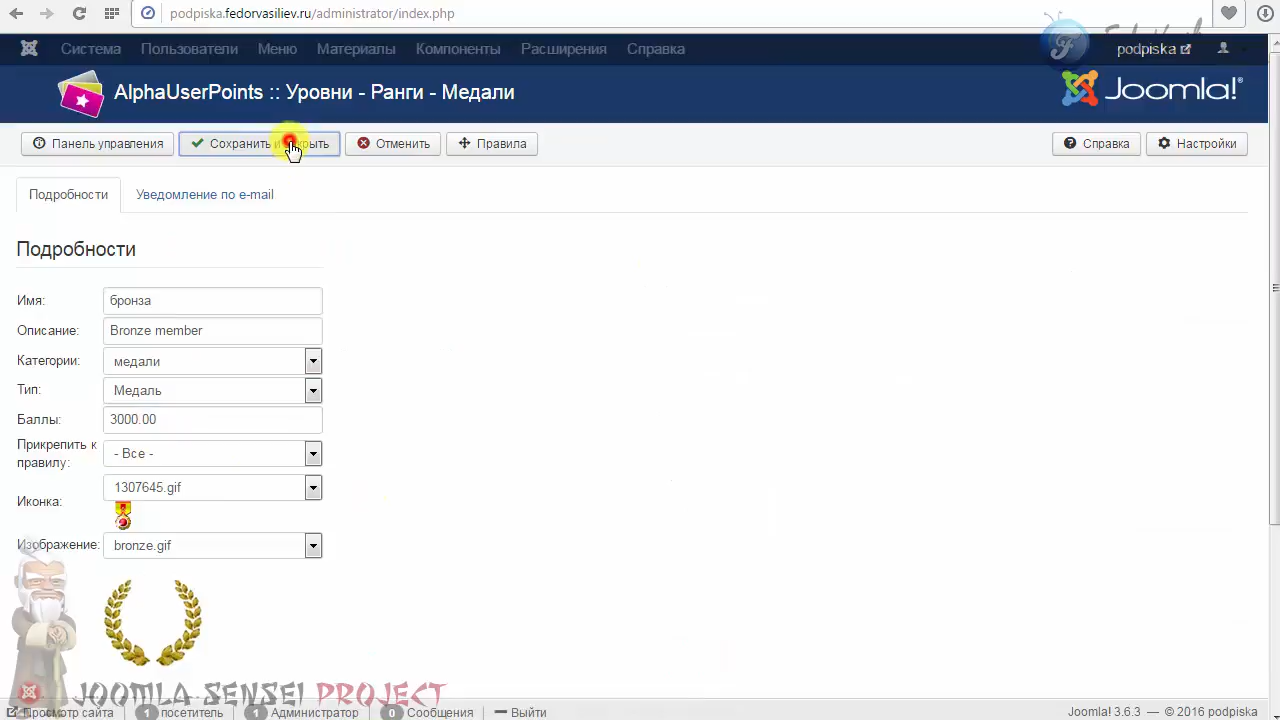 podpiska.fedorvasiliev.ru/administrator/index.php
Система Пользователи Меню Материалы Компоненты Расширения Справка podpiska
AlphaUserPoints :: Уровни - Ранги - Медали
Joomla!®
Панель управления Отменить Правила Справка Настройки
Подробности Уведомление по e-mail
Подробности
Имя: бронза
Описание: Bronze member
Категории: медали
Тип: Медаль
Баллы: 3000.00
Прикрепить к
правилу: - Все -
Иконка: 1307645.gif
Изображение: bronze.gif
JOOMLA SENSEI PROJECT
Просмотр сайта 1 посетитель 1 Администратор 0 Сообщения Выйти Joomla! 3.6.3 — © 2016 podpiska